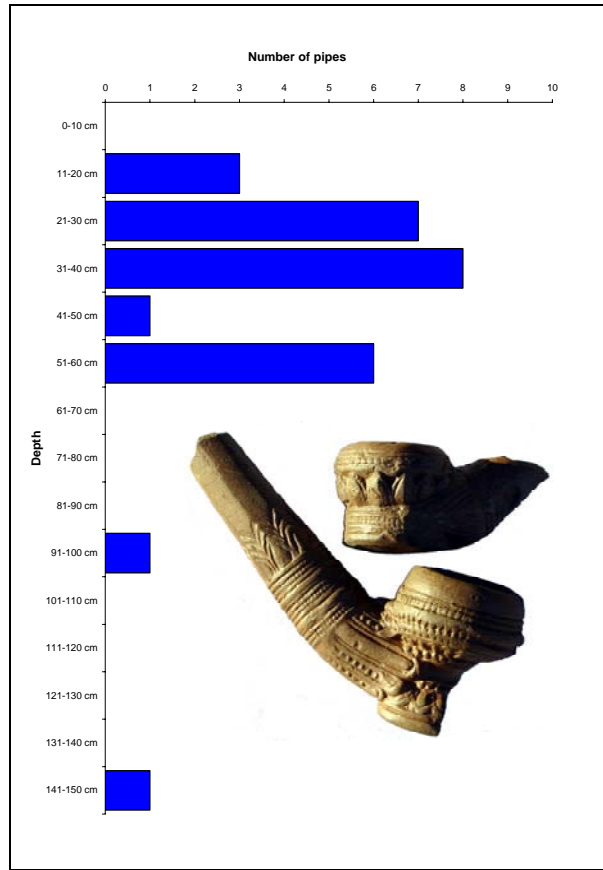 Number of pipes
0 1 2 3 4 5 6 7 8 9 10
Depth
0-10 cm
11-20 cm
21-30 cm
31-40 cm
41-50 cm
51-60 cm
61-70 cm
71-80 cm
81-90 cm
91-100 cm
101-110 cm
111-120 cm
121-130 cm
131-140 cm
141-150 cm